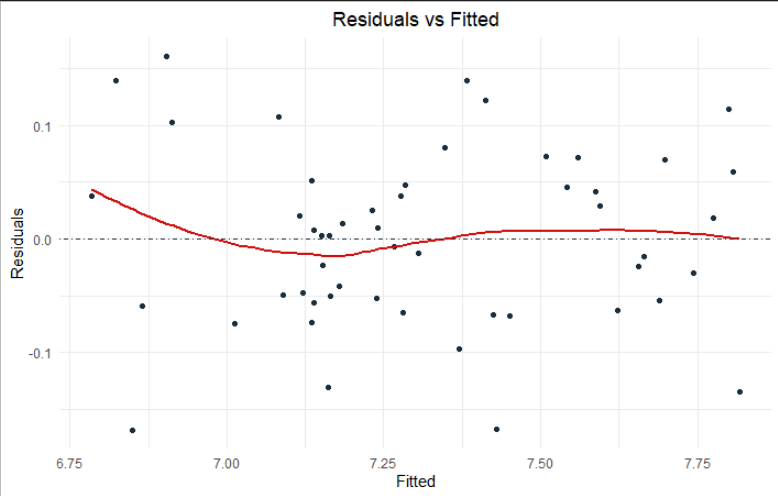 Residuals vs Fitted
Residuals
0.1
0.0
-0.1
6.75 7.00 7.25 7.50 7.75
Fitted